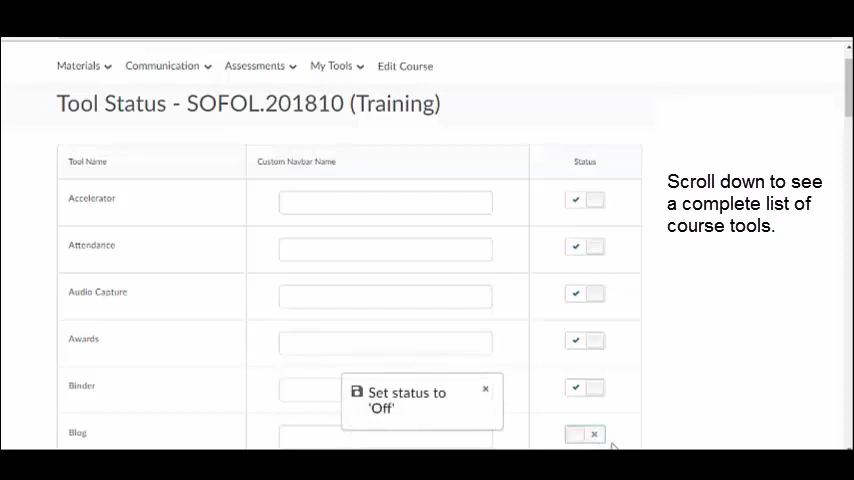 Materials Communication Assessments My Tools Edit Course
Tool Status - SOFOL.201810 (Training)
Tool Name Custom Navbar Name Status
Scroll down to see
a complete list of
course tools.
Accelerator
Attendance
Audio Capture
Awards
Binder
Set status to
'Off'
Blog